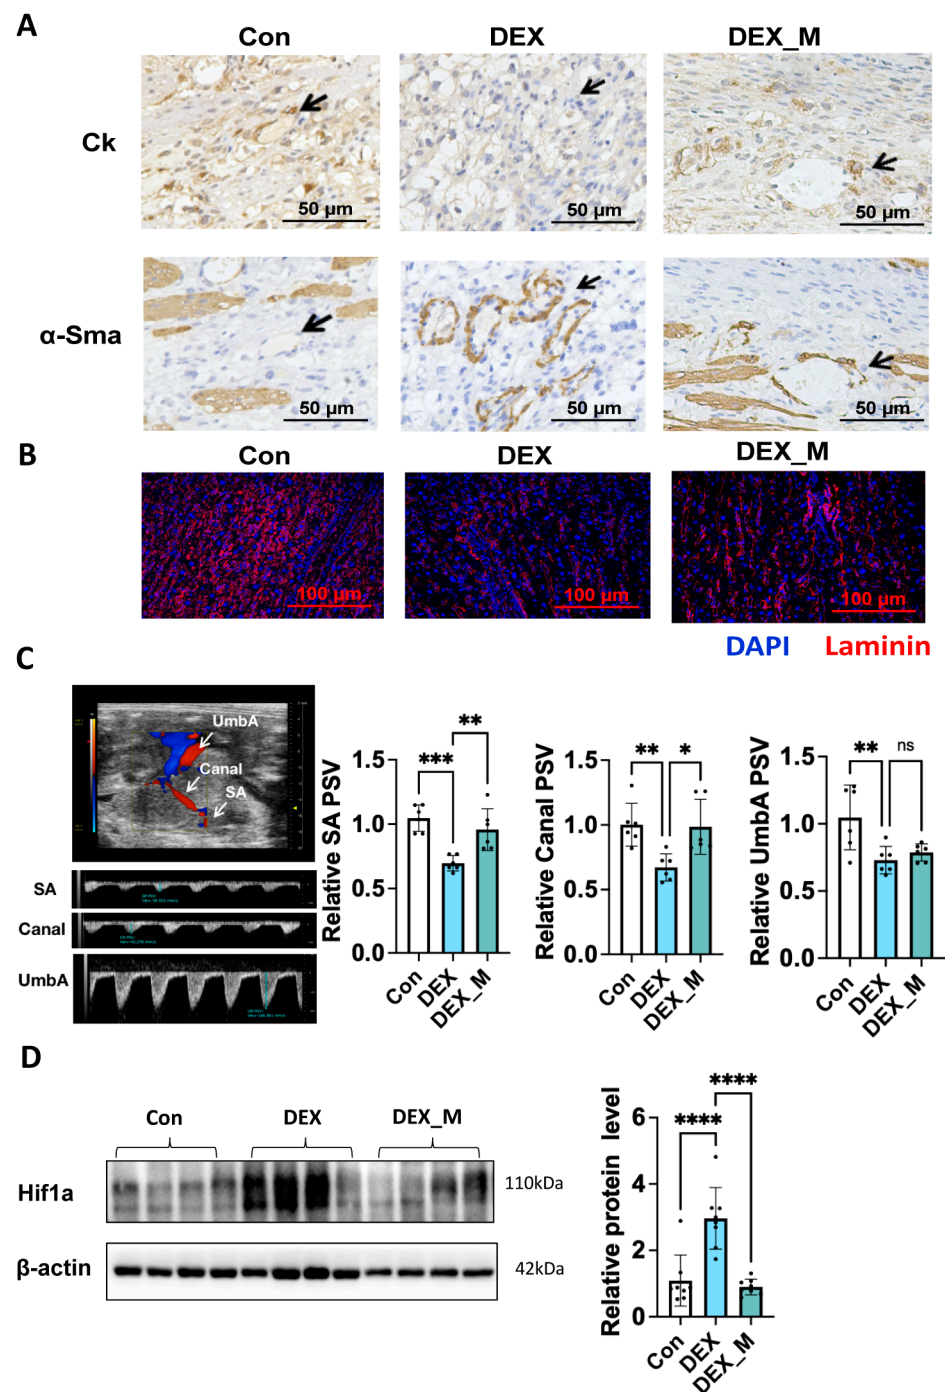 A
Con DEX DEX_M
Ck
50 μm 50 μm 50 μm
α-Sma
50 μm 50 μm 50 μm
B
Con DEX DEX_M
100 μm 100 μm 100 μm
DAPI Laminin
C
UmbA
Canal
SA
SA
Canal
UmbA
Relative SA PSV
1.5
1.0
0.5
0.0
*** **
Con DEX DEX_M
Relative Canal PSV
1.5
1.0
0.5
0.0
** *
Con DEX DEX_M
Relative UmbA PSV
1.5
1.0
0.5
0.0
** ns
Con DEX DEX_M
D
Con DEX DEX_M
Hif1a 110kDa
β-actin 42kDa
Relative protein level
6
4
2
0
**** ****
Con DEX DEX_M